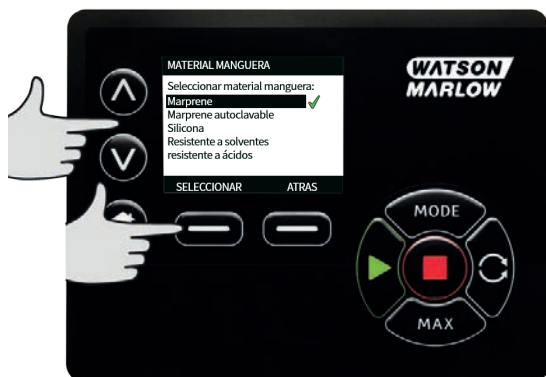 MATERIAL MANGUERA
Seleccionar material manguera:
Marprene
Marprene autoclavable
Silicona
Resistente a solventes
resistente a ácidos
SELECCIONAR ATRAS
WATSON
MARLOW
MODE
MAX